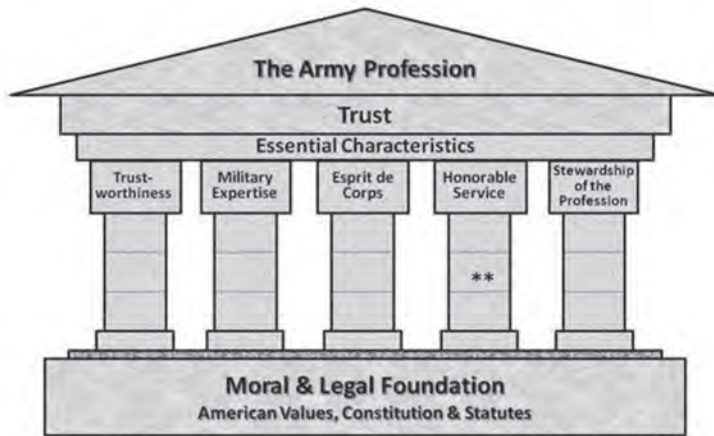 The Army Profession
Trust
Essential Characteristics
Trust-
worthiness
Military
Expertise
Esprit de
Corps
Honorable
Service
Stewardship
of the
Profession
**
Moral & Legal Foundation
American Values, Constitution & Statutes